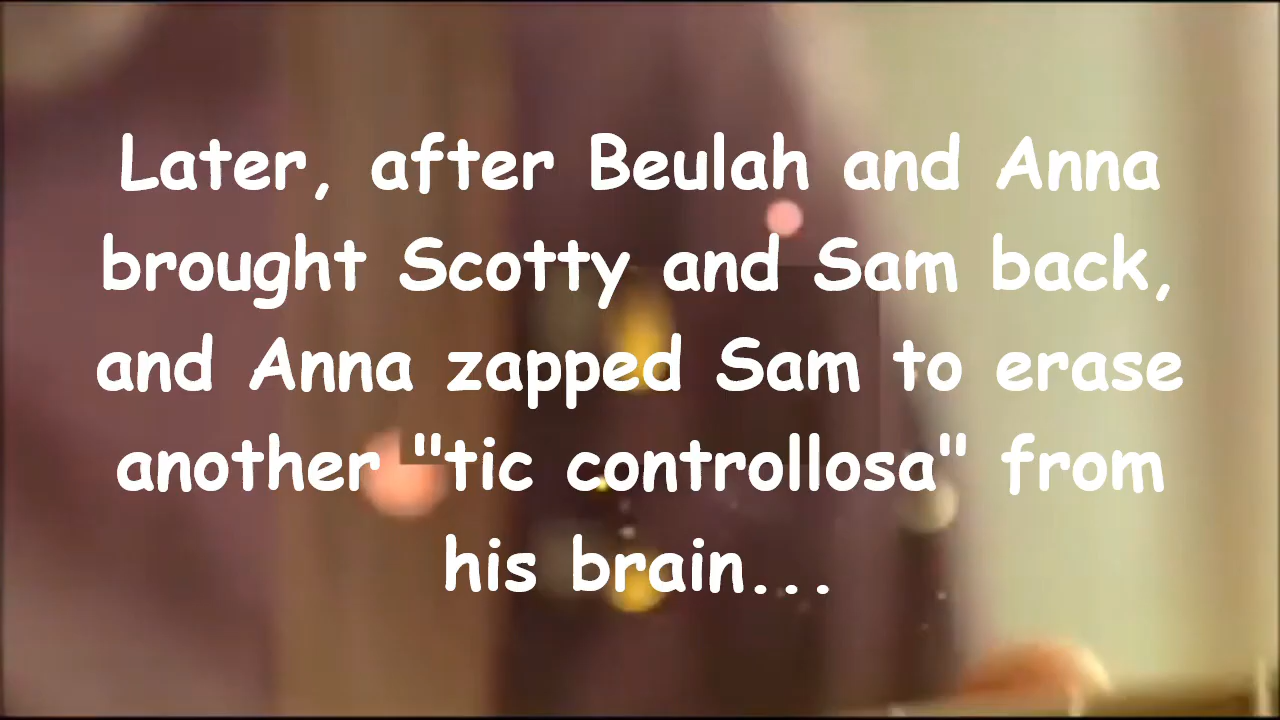 Later, after Beulah and Anna
brought Scotty and Sam back,
and Anna zapped Sam to erase
another "tic controllosa" from
his brain...